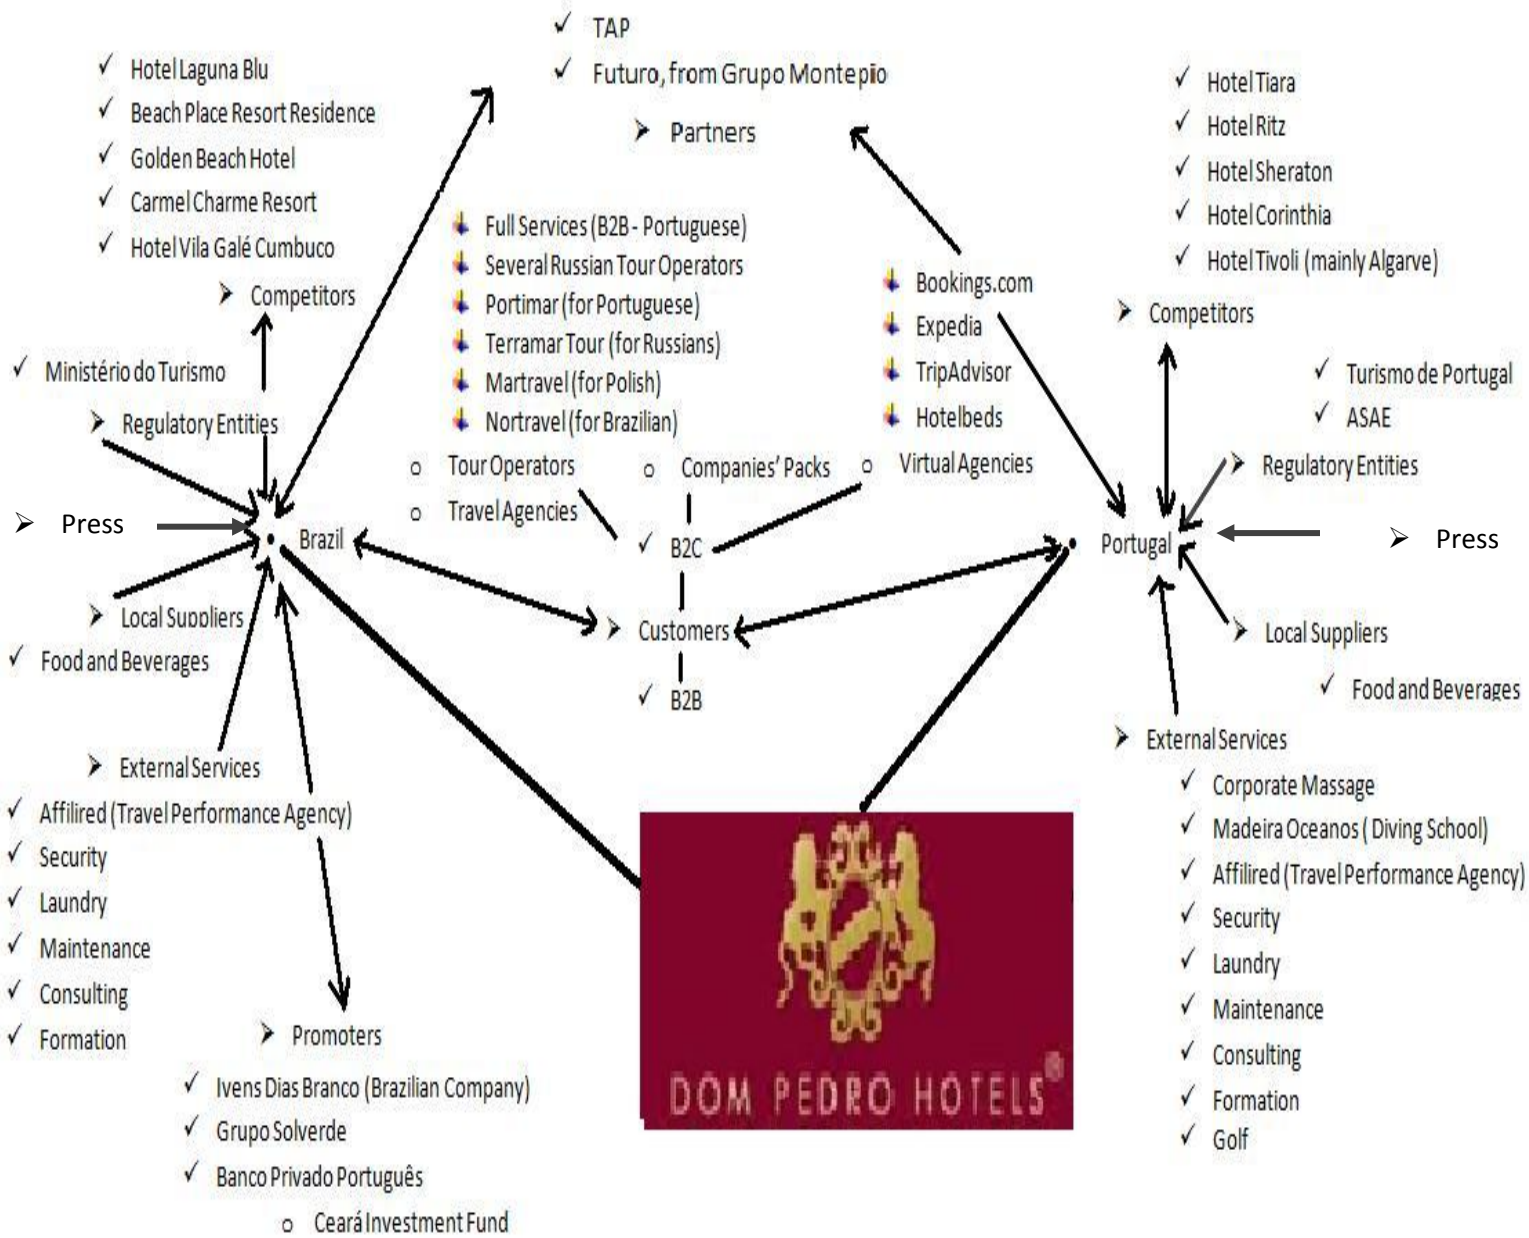 TAP
Futuro, from Grupo Montepio
Partners
Hotel Laguna Blu
Beach Place Resort Residence
Golden Beach Hotel
Carmel Charme Resort
Hotel Vila Galé Cumbuco
Competitors
Ministério do Turismo
Regulatory Entities
Press
Brazil
Local Suppliers
Food and Beverages
External Services
Affilired (Travel Performance Agency)
Security
Laundry
Maintenance
Consulting
Formation
Promoters
Ivens Dias Branco (Brazilian Company)
Grupo Solverde
Banco Privado Português
Ceará Investment Fund
Full Services (B2B - Portuguese)
Several Russian Tour Operators
Portimar (for Portuguese)
Terramar Tour (for Russians)
Martravel (for Polish)
Nortravel (for Brazilian)
Tour Operators
Travel Agencies
Companies' Packs
Bookings.com
Expedia
TripAdvisor
Hotelbeds
Virtual Agencies
B2C
Customers
B2B
Hotel Tiara
Hotel Ritz
Hotel Sheraton
Hotel Corinthia
Hotel Tivoli (mainly Algarve)
Competitors
Turismo de Portugal
ASAE
Regulatory Entities
Portugal
Press
Local Suppliers
Food and Beverages
External Services
Corporate Massage
Madeira Oceanos ( Diving School)
Affilired (Travel Performance Agency)
Security
Laundry
Maintenance
Consulting
Formation
Golf
DOM PEDRO HOTELS®